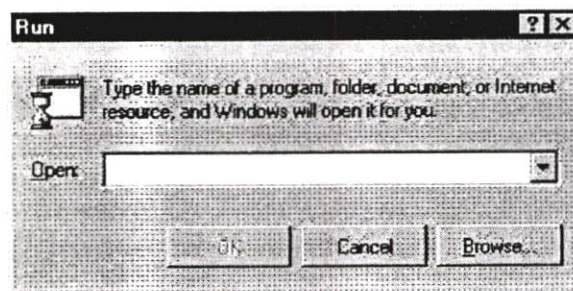 Run
Type the name of a program, folder, document, or Internet
resource, and Windows will open it for you.
Open:
OK Cancel Browse...